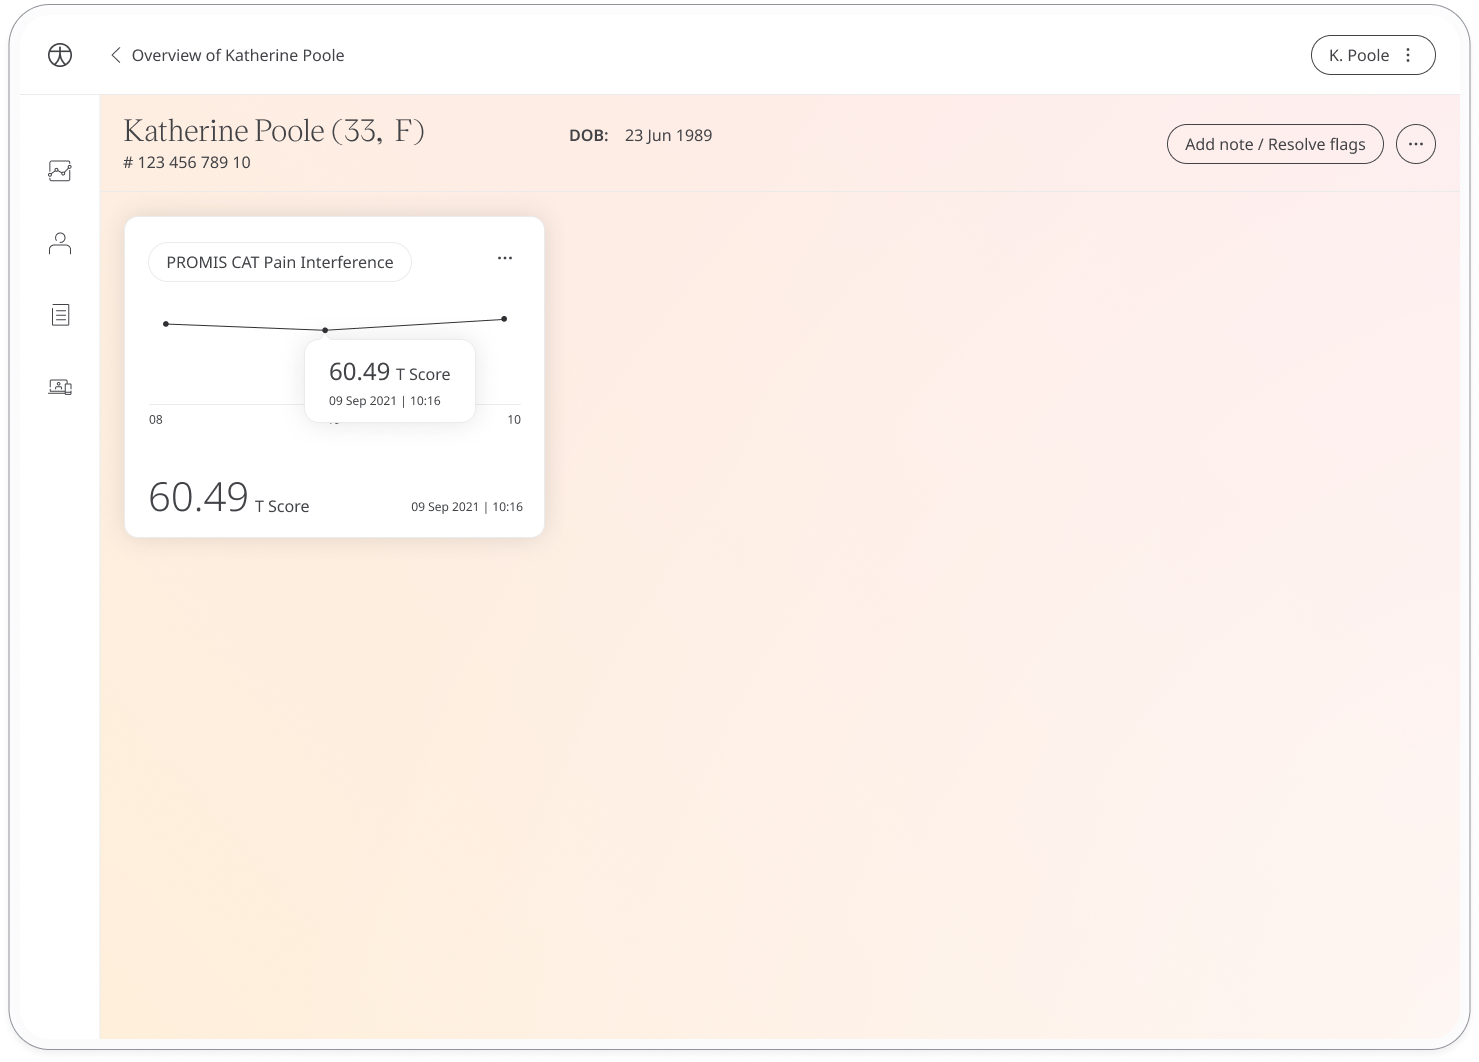 Overview of Katherine Poole
K. Poole
Katherine Poole (33, F)
DOB: 23 Jun 1989
# 123 456 789 10
Add note / Resolve flags
PROMIS CAT Pain Interference
60.49 T Score
09 Sep 2021 | 10:16
08
10
60.49 T Score
09 Sep 2021 | 10:16